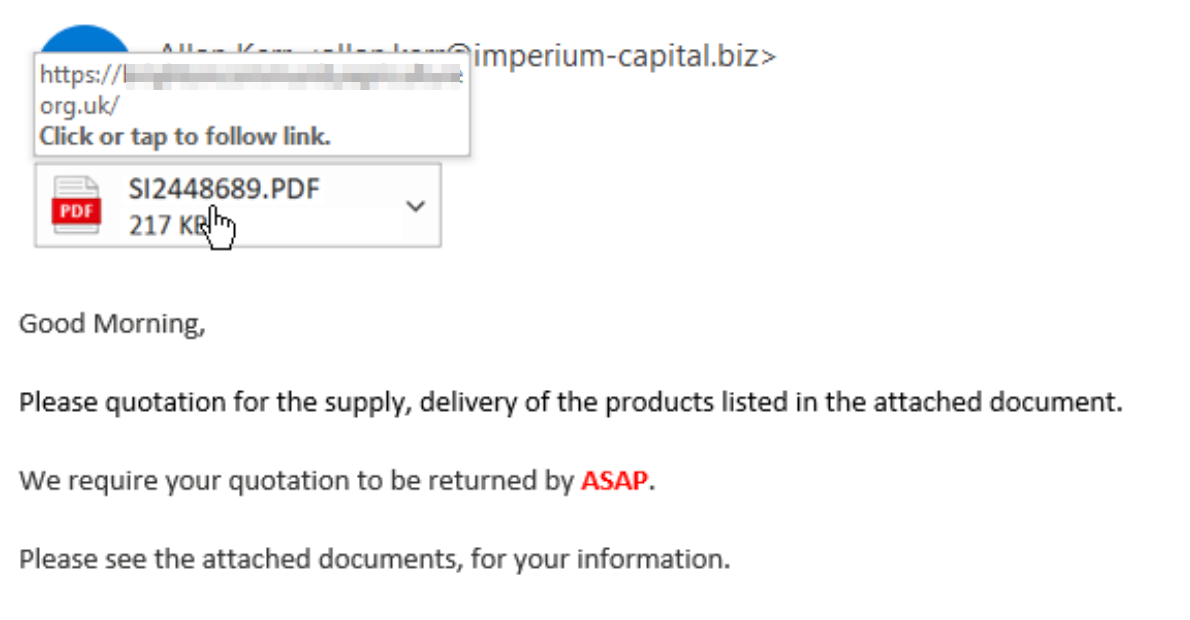 imperium-capital.biz>
https://
org.uk/
Click or tap to follow link.
PDF
SI2448689.PDF
217 KB
Good Morning,
Please quotation for the supply, delivery of the products listed in the attached document.
We require your quotation to be returned by ASAP.
Please see the attached documents, for your information.